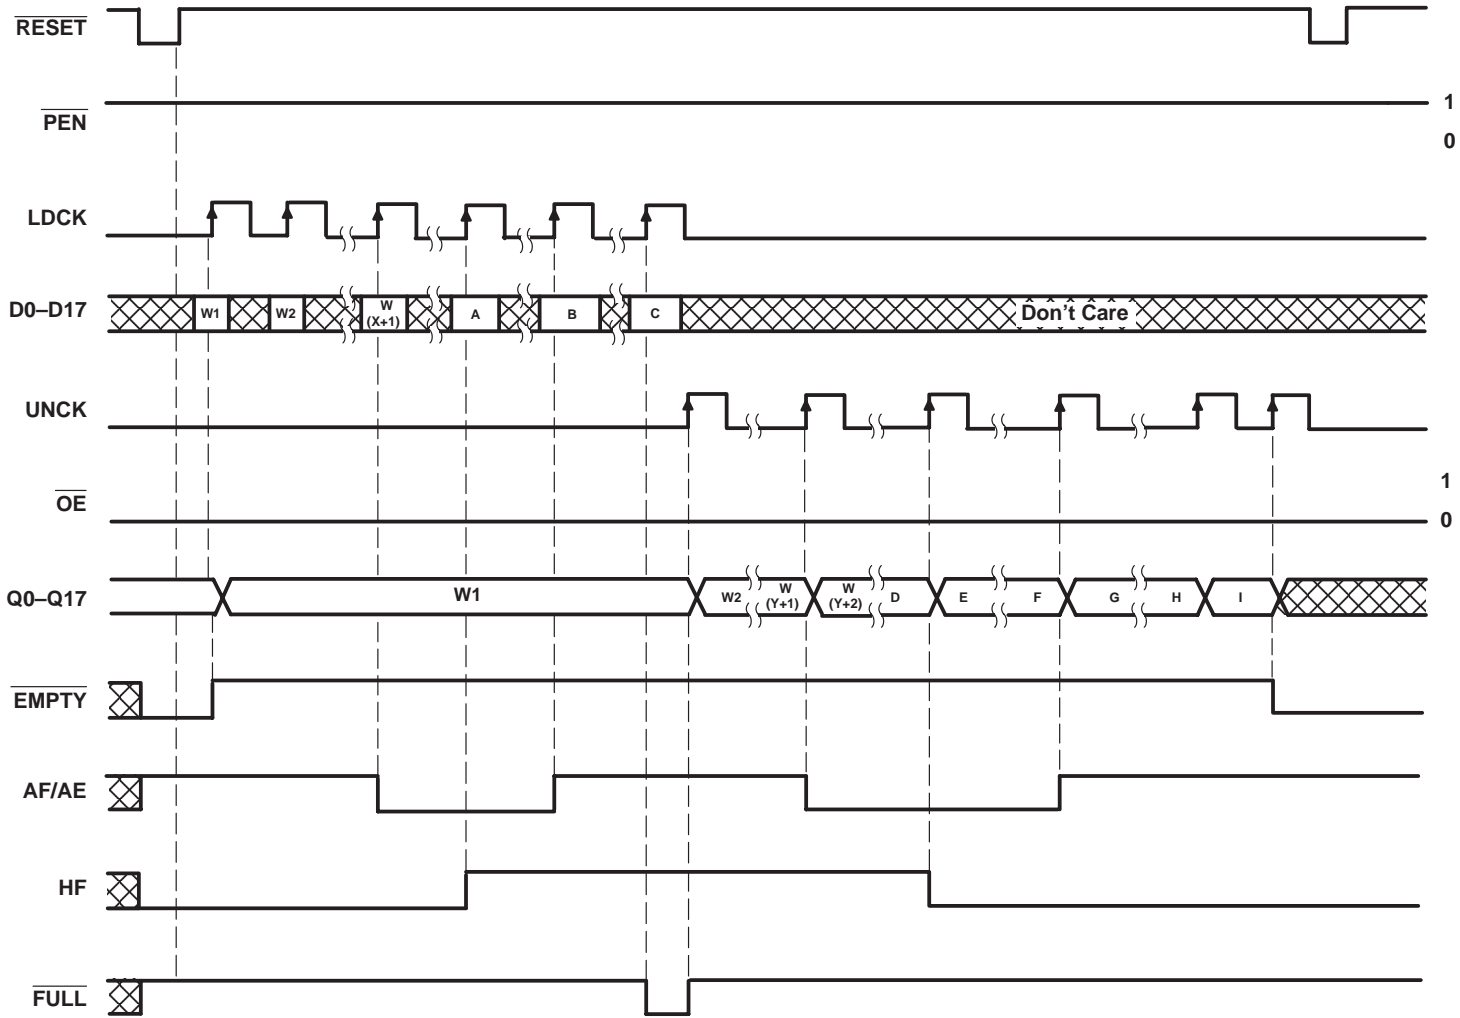 RESET
PEN
1
0
LDCK
D0–D17
W1
W2
W
(X+1)
A
B
C
Don't Care
UNCK
OE
1
0
Q0–Q17
W1
W2
W
(Y+1)
W
(Y+2)
D
E
F
G
H
I
EMPTY
AF/AE
HF
FULL